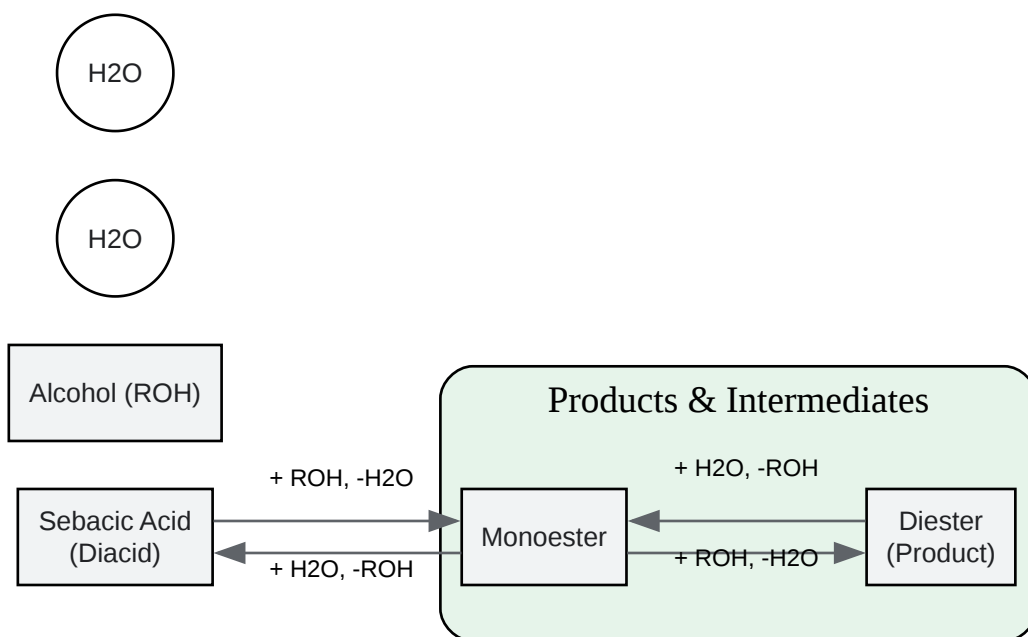 H2O
H2O
Alcohol (ROH)
Products & Intermediates
+ ROH, -H2O
+ H2O, -ROH
Sebacic Acid
(Diacid)
Monoester
Diester
(Product)
+ H2O, -ROH
+ ROH, -H2O